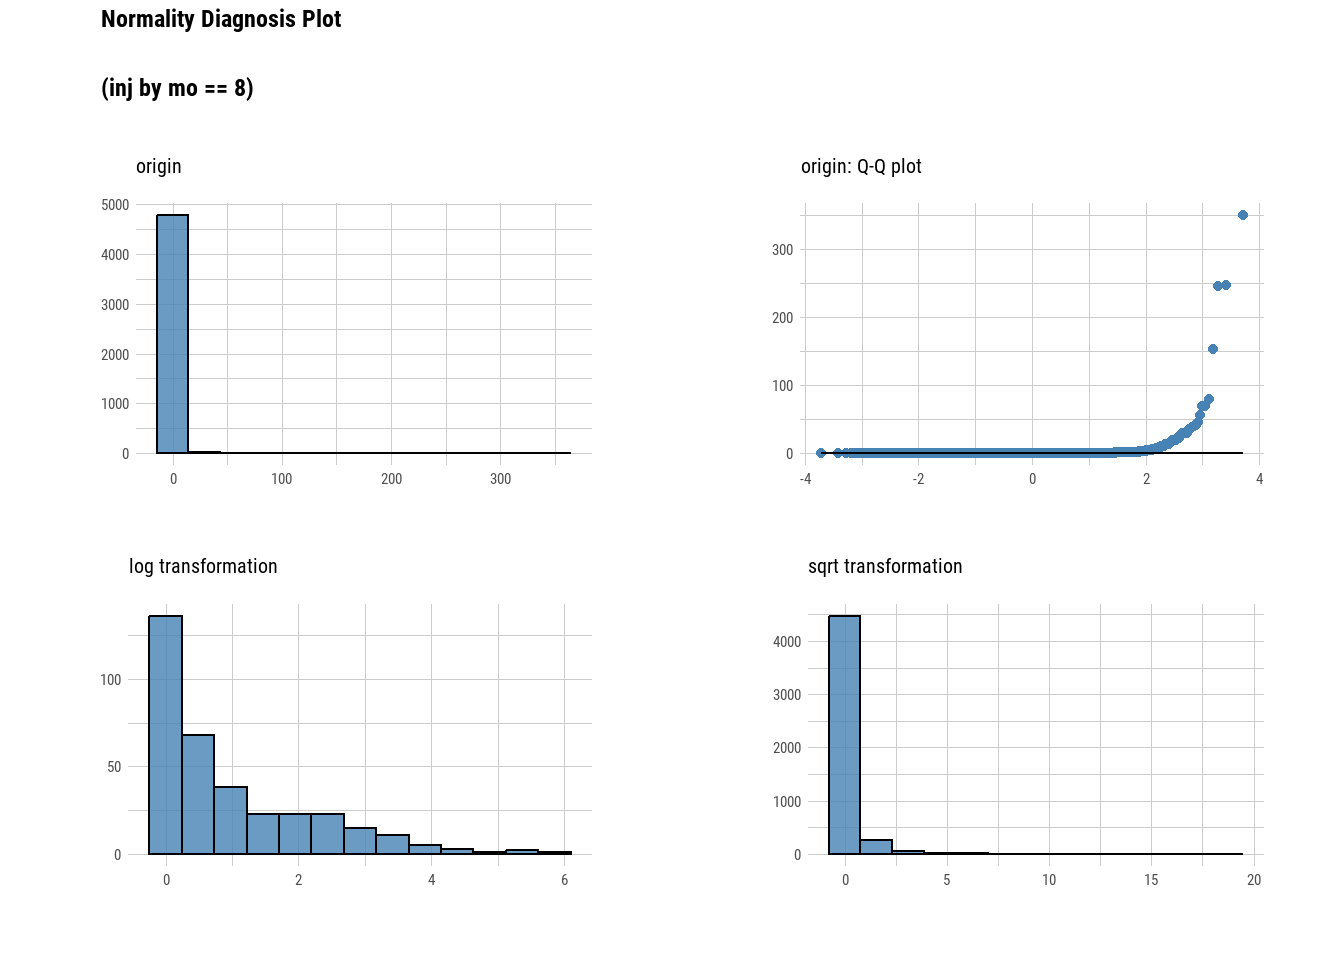 Normality Diagnosis Plot
(inj by mo == 8)
origin
5000
4000
3000
2000
1000
0
0 100 200 300
origin: Q-Q plot
300
200
100
0
-4 -2 0 2 4
log transformation
100
50
0
0 2 4 6
sqrt transformation
4000
3000
2000
1000
0
0 5 10 15 20